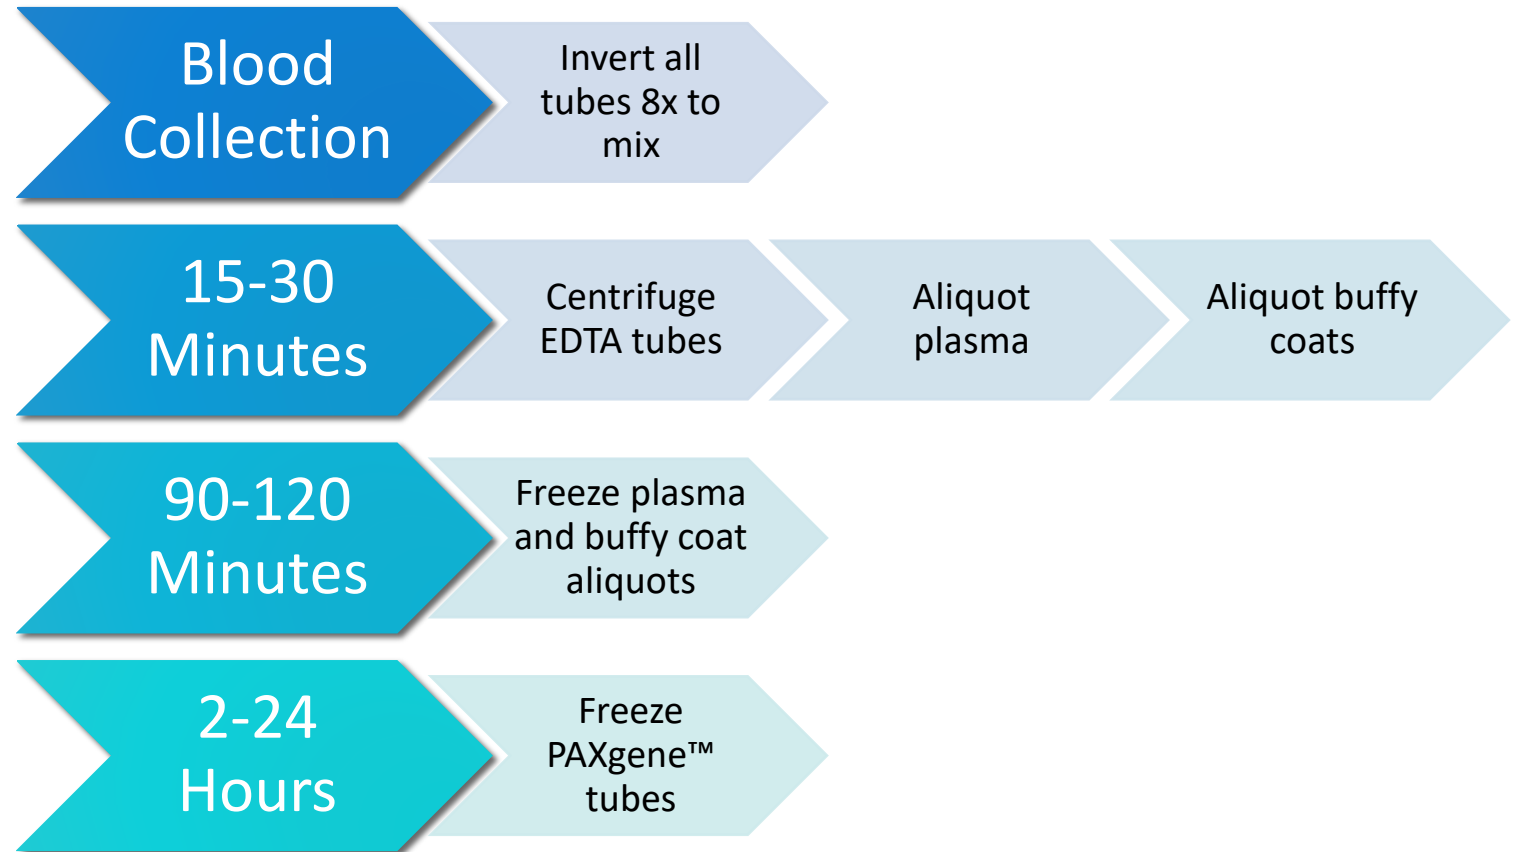 Blood
Collection
Invert all
tubes 8x to
mix
15-30
Minutes
Centrifuge
EDTA tubes
Aliquot
plasma
Aliquot buffy
coats
90-120
Minutes
Freeze plasma
and buffy coat
aliquots
2-24
Hours
Freeze
PAXgene™
tubes